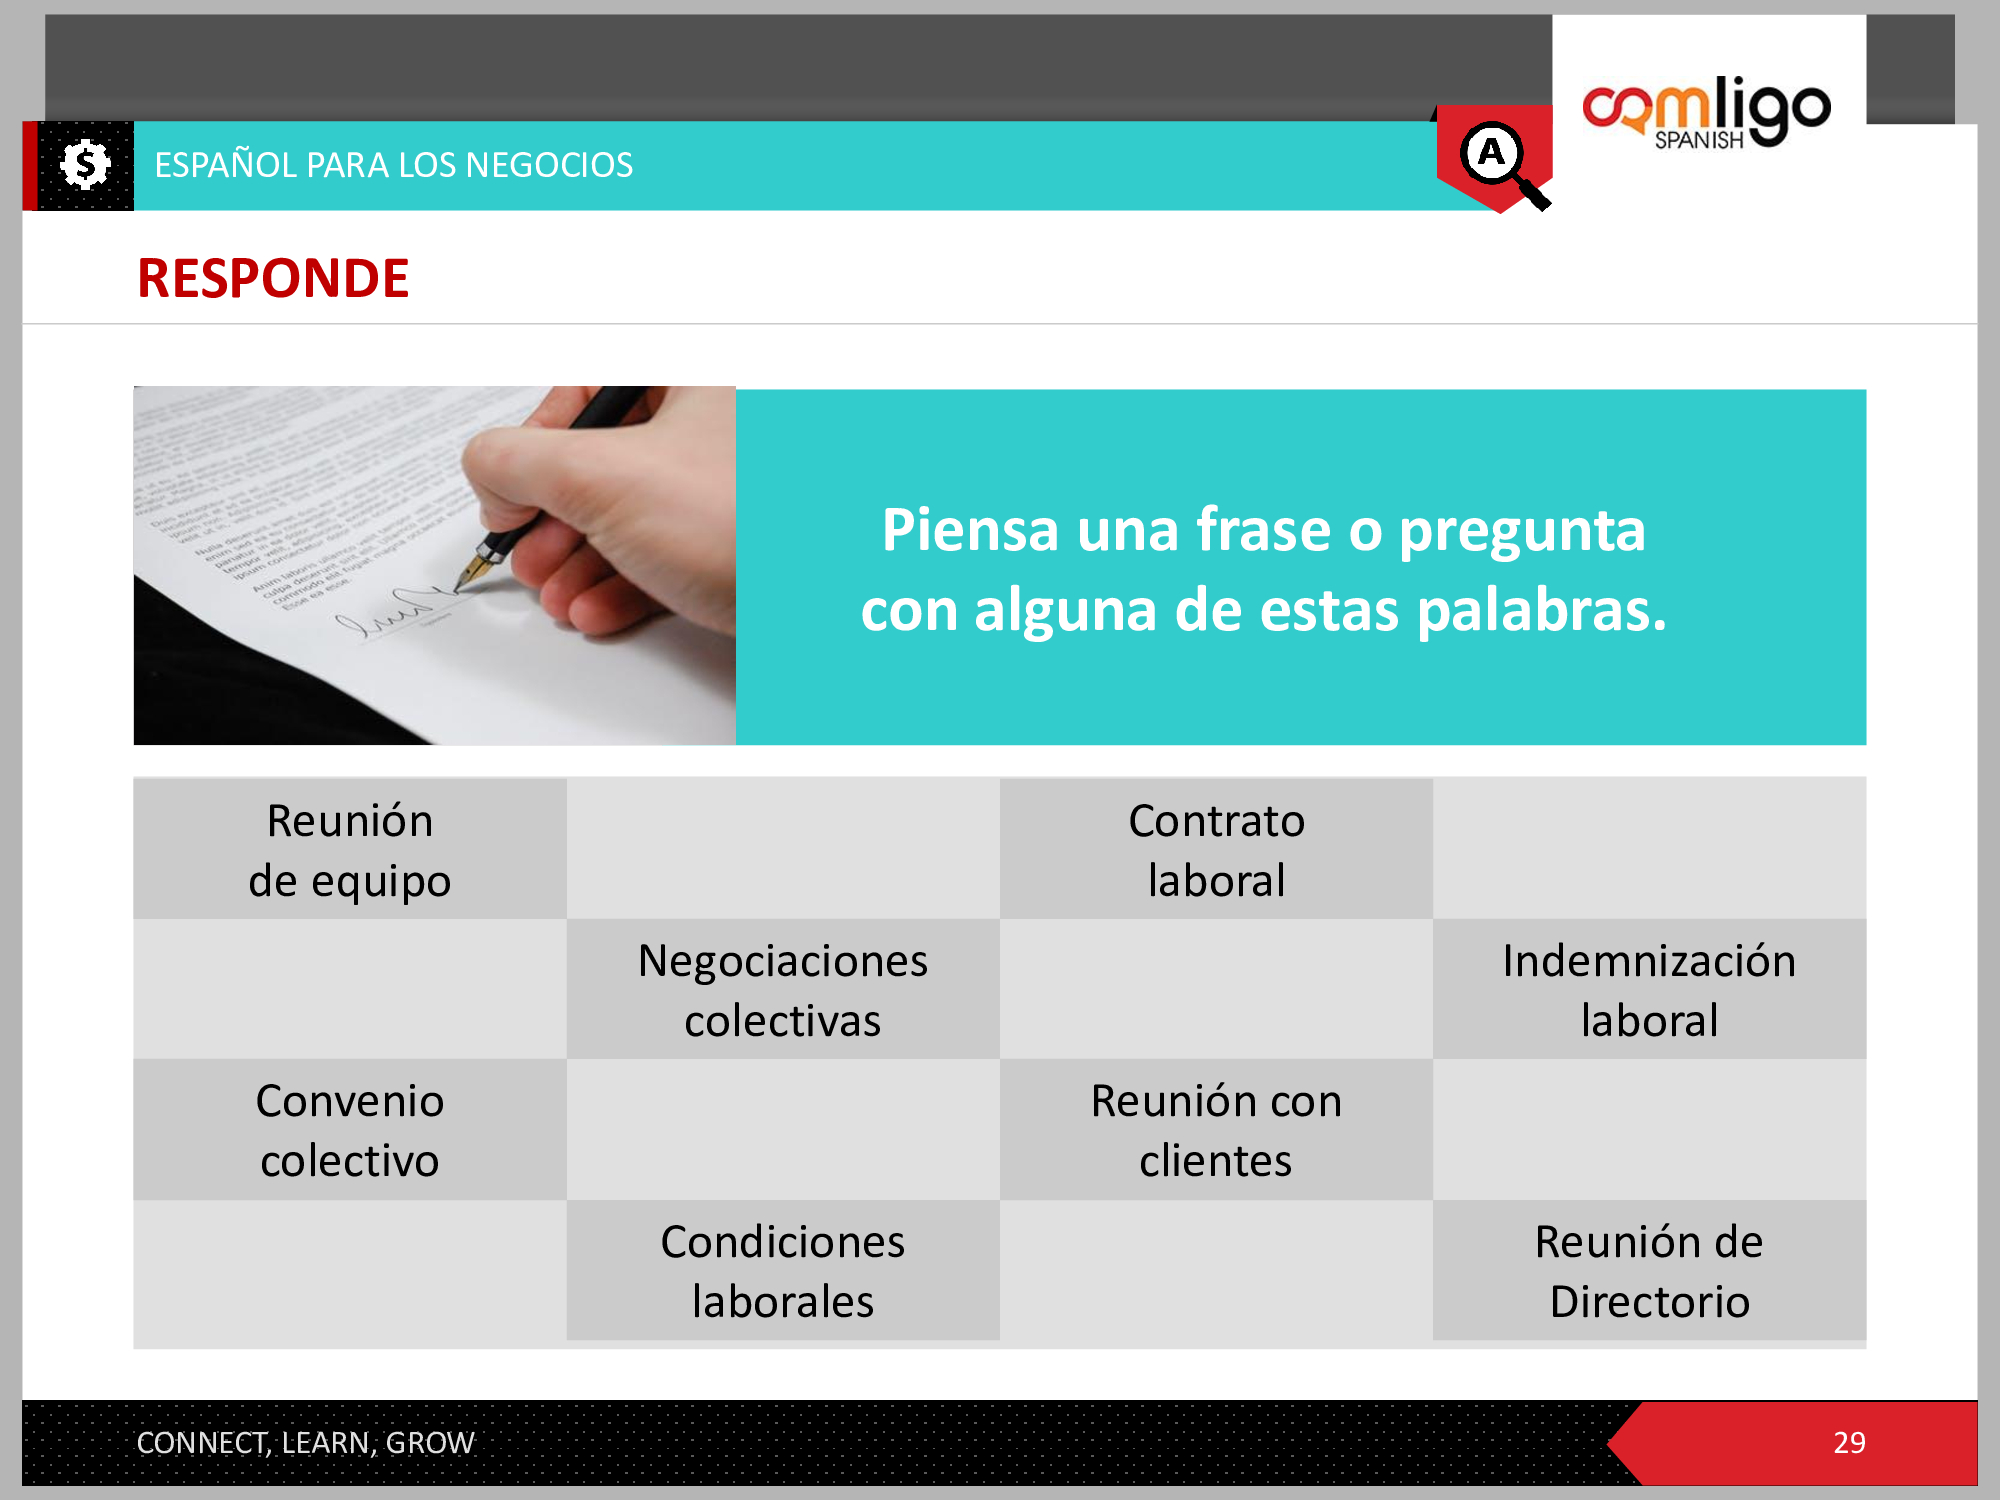 comligo
SPANISH
$
ESPAÑOL PARA LOS NEGOCIOS
A
RESPONDE
Piensa una frase o pregunta
con alguna de estas palabras.
Reunión
de equipo
Contrato
laboral
Negociaciones
colectivas
Indemnización
laboral
Convenio
colectivo
Reunión con
clientes
Condiciones
laborales
Reunión de
Directorio
CONNECT, LEARN, GROW
29